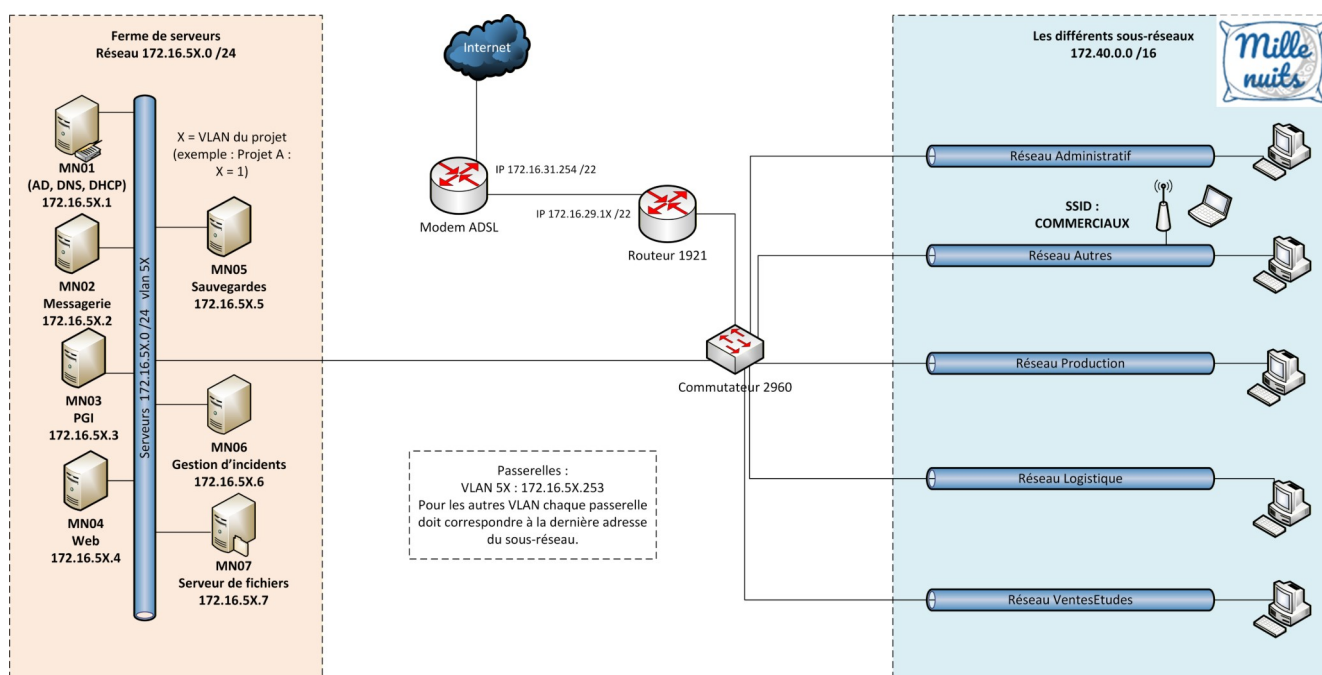 Ferme de serveurs
Réseau 172.16.5X.0 /24
MN01
(AD, DNS, DHCP)
172.16.5X.1
X = VLAN du projet
(exemple : Projet A :
X = 1)
MN02
Messagerie
172.16.5X.2
MN05
Sauvegardes
172.16.5X.5
Serveurs 172.16.5X.0 /24 vlan 5X
MN03
PGI
172.16.5X.3
MN06
Gestion d'incidents
172.16.5X.6
MN04
Web
172.16.5X.4
MN07
Serveur de fichiers
172.16.5X.7
Internet
IP 172.16.31.254 /22
Modem ADSL
IP 172.16.29.1X /22
Routeur 1921
Commutateur 2960
Passerelles :
VLAN 5X : 172.16.5X.253
Pour les autres VLAN chaque passerelle
doit correspondre à la dernière adresse
du sous-réseau.
Les différents sous-réseaux
172.40.0.0 /16
Mille
nuits
Réseau Administratif
SSID :
COMMERCIAUX
Réseau Autres
Réseau Production
Réseau Logistique
Réseau VentesEtudes